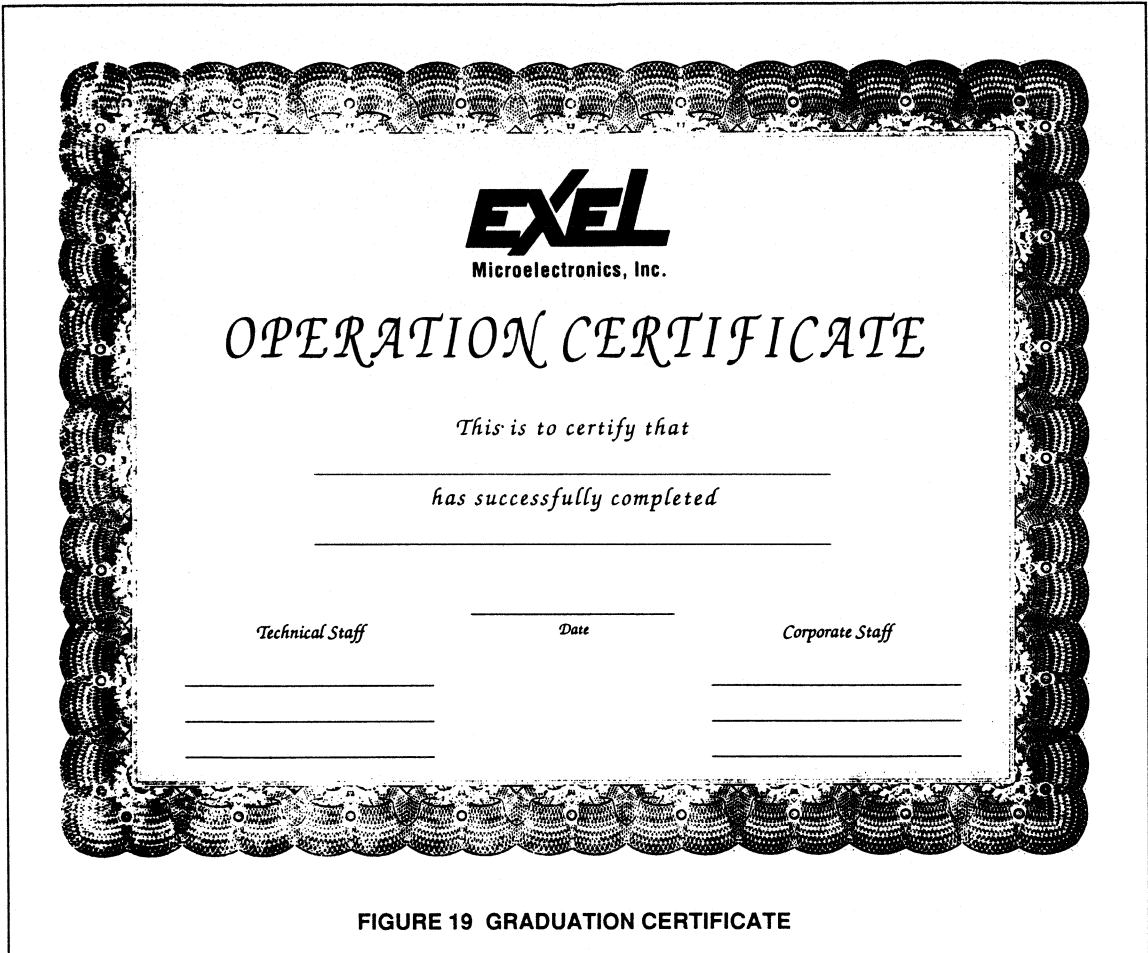 EXEL
Microelectronics, Inc.
OPERATION CERTIFICATE
This is to certify that
has successfully completed
Date
Technical Staff
Corporate Staff
FIGURE 19 GRADUATION CERTIFICATE